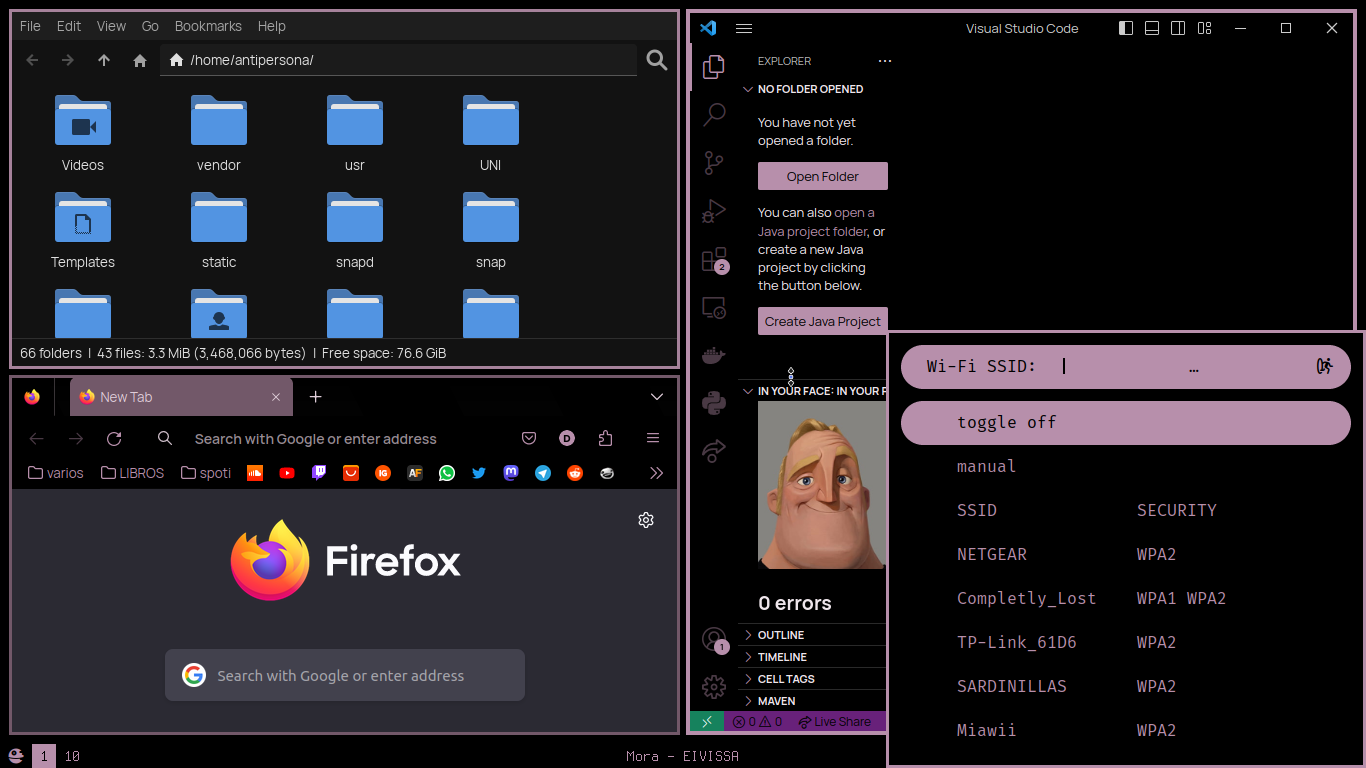 File Edit View Go Bookmarks Help
/home/antipersona/
Videos vendor usr UNI
Templates static snapd snap
66 folders | 43 files: 3.3 MiB (3,468,066 bytes) | Free space: 76.6 GiB
New Tab
Search with Google or enter address
D
varios LIBROS spoti IG AF
Firefox
Search with Google or enter address
Visual Studio Code
EXPLORER
NO FOLDER OPENED
You have not yet
opened a folder.
Open Folder
You can also open a
Java project folder, or
create a new Java
project by clicking
the button below.
2
Create Java Project
IN YOUR FACE: IN YOUR F
0 errors
OUTLINE
1
TIMELINE
CELL TAGS
MAVEN
0 0 Live Share
Wi-Fi SSID: …
toggle off
manual
SSID SECURITY
NETGEAR WPA2
Completly_Lost WPA1 WPA2
TP-Link_61D6 WPA2
SARDINILLAS WPA2
Miawii WPA2
1 10
Mora - EIVISSA